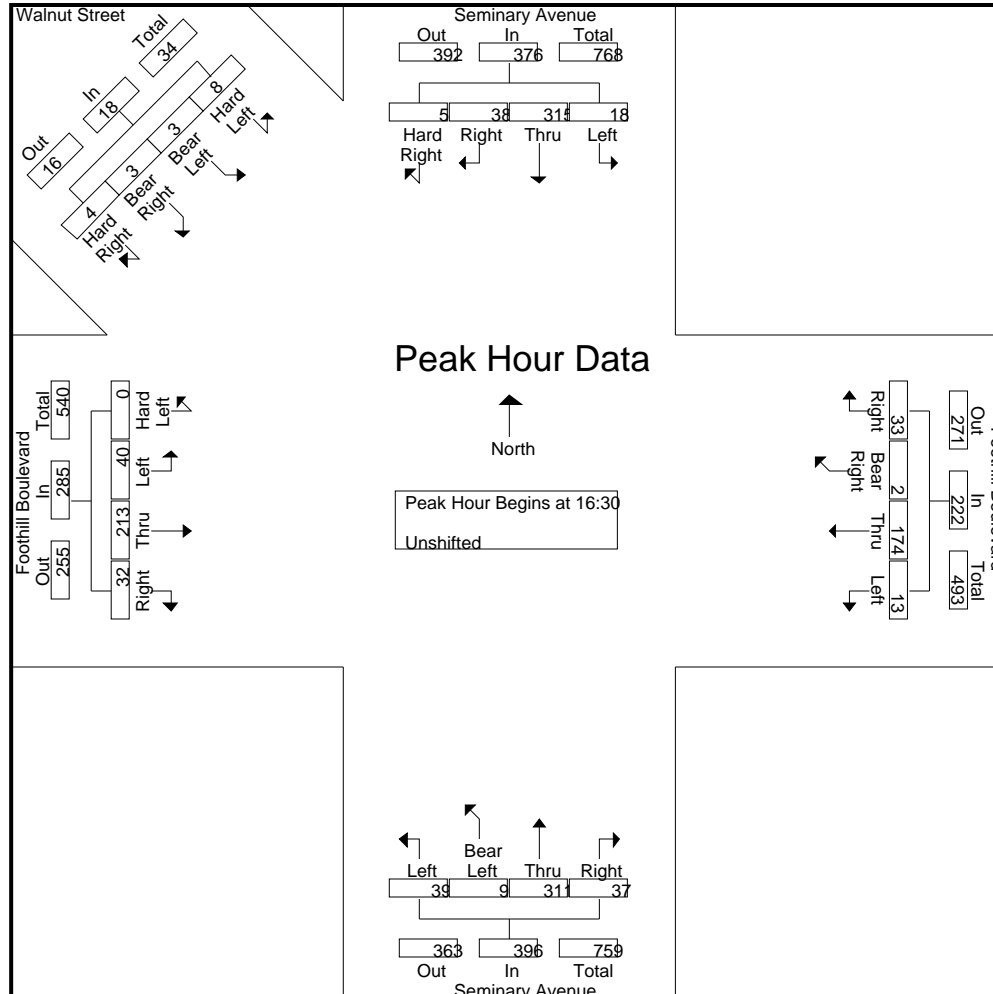 Walnut Street
Total
34
In
18
Out
16
8
Hard
Left
3
Bear
Left
3
Bear
Right
4
Hard
Right
Seminary Avenue
Out In Total
392 376 768
5 38 315 18
Hard
Right Right Thru Left
Peak Hour Data
North
Peak Hour Begins at 16:30
Unshifted
Foothill Boulevard
Total
540
In
285
Out
255
0
Hard
Left
40
Left
213
Thru
32
Right
Right
33
Bear
Right
2
Thru
174
Left
13
Out
271
In
222
Total
493
Bear
Left Left Thru Right
39 9 311 37
363 396 759
Out In Total
Seminary Avenue